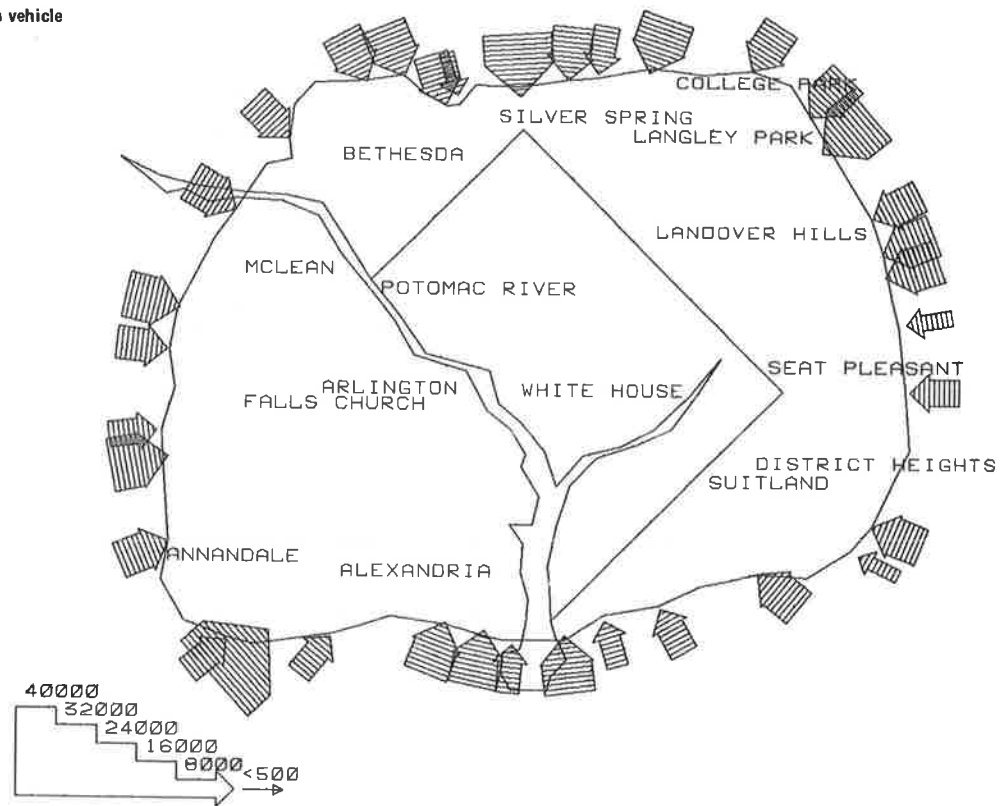 vehicle
COLLEGE PARK
SILVER SPRING
LANGLEY PARK
BETHESDA
LANDOVER HILLS
MCLEAN
POTOMAC RIVER
SEAT PLEASANT
ARLINGTON
WHITE HOUSE
FALLS CHURCH
DISTRICT HEIGHTS
SUITLAND
ANNANDALE
ALEXANDRIA
40000
32000
24000
16000
8000
<500